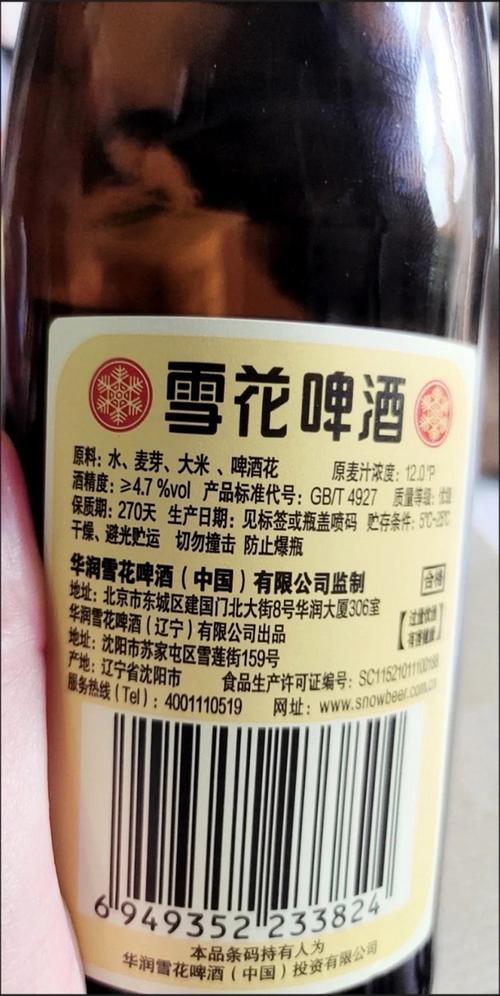 雪花啤酒
原料：水、麦芽、大米、啤酒花 原麦汁浓度：12.0°P
酒精度：≥4.7 %vol 产品标准代号：GB/T 4927 质量等级：优级
保质期：270天 生产日期：见标签或瓶盖喷码 贮存条件：5℃-25℃
干燥、避光贮运 切勿撞击 防止爆瓶
华润雪花啤酒（中国）有限公司监制 合格
地址：北京市东城区建国门北大街8号华润大厦306室
华润雪花啤酒（辽宁）有限公司出品
【过量饮酒
有害健康】
地址：沈阳市苏家屯区雪莲街159号
产地：辽宁省沈阳市 食品生产许可证编号：
服务热线（Tel）：4001110519 网址：www.snowbeer.com.cn
6 949352 233824
本品条码持有人为
华润雪花啤酒（中国）投资有限公司